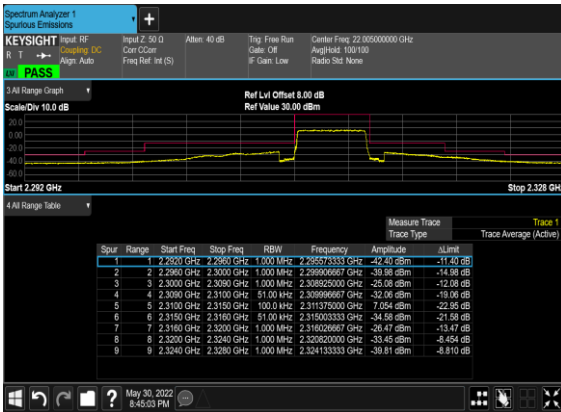 Spectrum Analyzer 1
Spurious Emissions
+
KEYSIGHT Input: RF Input Z: 50 Ω Atten: 40 dB Trig: Free Run Center Freq: 22.005000000 GHz
R T Coupling: DC Corr CCorr Gate: Off Avg|Hold: 100/100
Align: Auto Freq Ref: Int (S) IF Gain: Low Radio Std: None
PASS
3 All Range Graph Ref Lvl Offset 8.00 dB
Scale/Div 10.0 dB Ref Value 30.00 dBm
20.0
0.00
-20.0
-40.0
-60.0
Start 2.292 GHz Stop 2.328 GH
4 All Range Table
Measure Trace Trace 1
Trace Type Trace Average (Active)
Spur Range Start Freq Stop Freq RBW Frequency Amplitude ΔLimit
1 1 2.2920 GHz 2.2960 GHz 1.000 MHz 2.295573333 GHz -42.40 dBm -11.40 dB
2 2 2.2960 GHz 2.3000 GHz 1.000 MHz 2.299906667 GHz -39.98 dBm -14.98 dB
3 3 2.3000 GHz 2.3090 GHz 1.000 MHz 2.308925000 GHz -25.08 dBm -12.08 dB
4 4 2.3090 GHz 2.3100 GHz 51.00 kHz 2.309996667 GHz -32.06 dBm -19.06 dB
5 5 2.3100 GHz 2.3150 GHz 100.0 kHz 2.311375000 GHz 7.054 dBm -22.95 dB
6 6 2.3150 GHz 2.3160 GHz 51.00 kHz 2.315003333 GHz -34.58 dBm -21.58 dB
7 7 2.3160 GHz 2.3200 GHz 1.000 MHz 2.316026667 GHz -26.47 dBm -13.47 dB
8 8 2.3200 GHz 2.3240 GHz 1.000 MHz 2.320820000 GHz -33.45 dBm -8.454 dB
9 9 2.3240 GHz 2.3280 GHz 1.000 MHz 2.324133333 GHz -39.81 dBm -8.810 dB
? May 30, 2022
8:45:03 PM